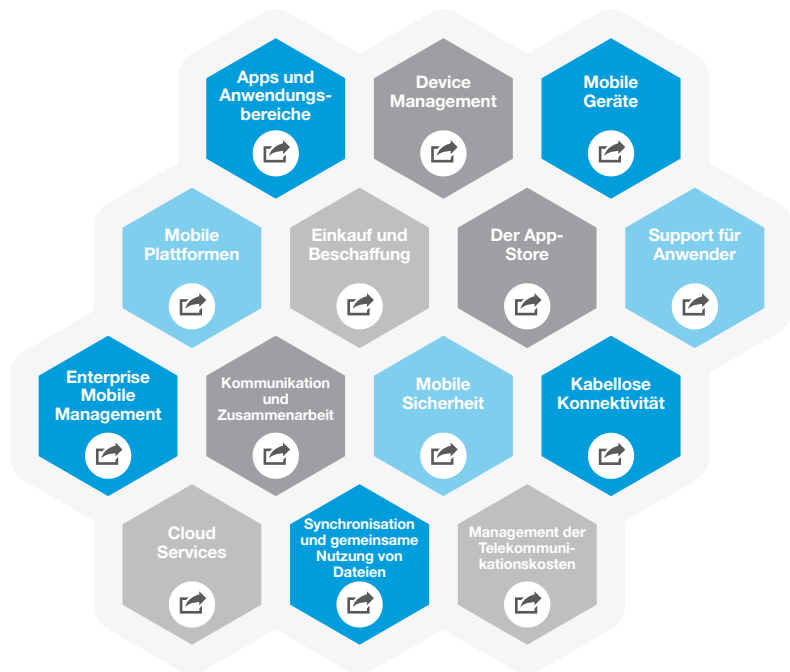 Apps und
Anwendungs-
bereiche
Device
Management
Mobile
Geräte
Mobile
Plattformen
Einkauf und
Beschaffung
Der App-
Store
Support für
Anwender
Enterprise
Mobile
Management
Kommunikation
und
Zusammenarbeit
Mobile
Sicherheit
Kabellose
Konnektivität
Cloud
Services
Synchronisation
und gemeinsame
Nutzung von
Dateien
Management der
Telekommuni-
kationskosten